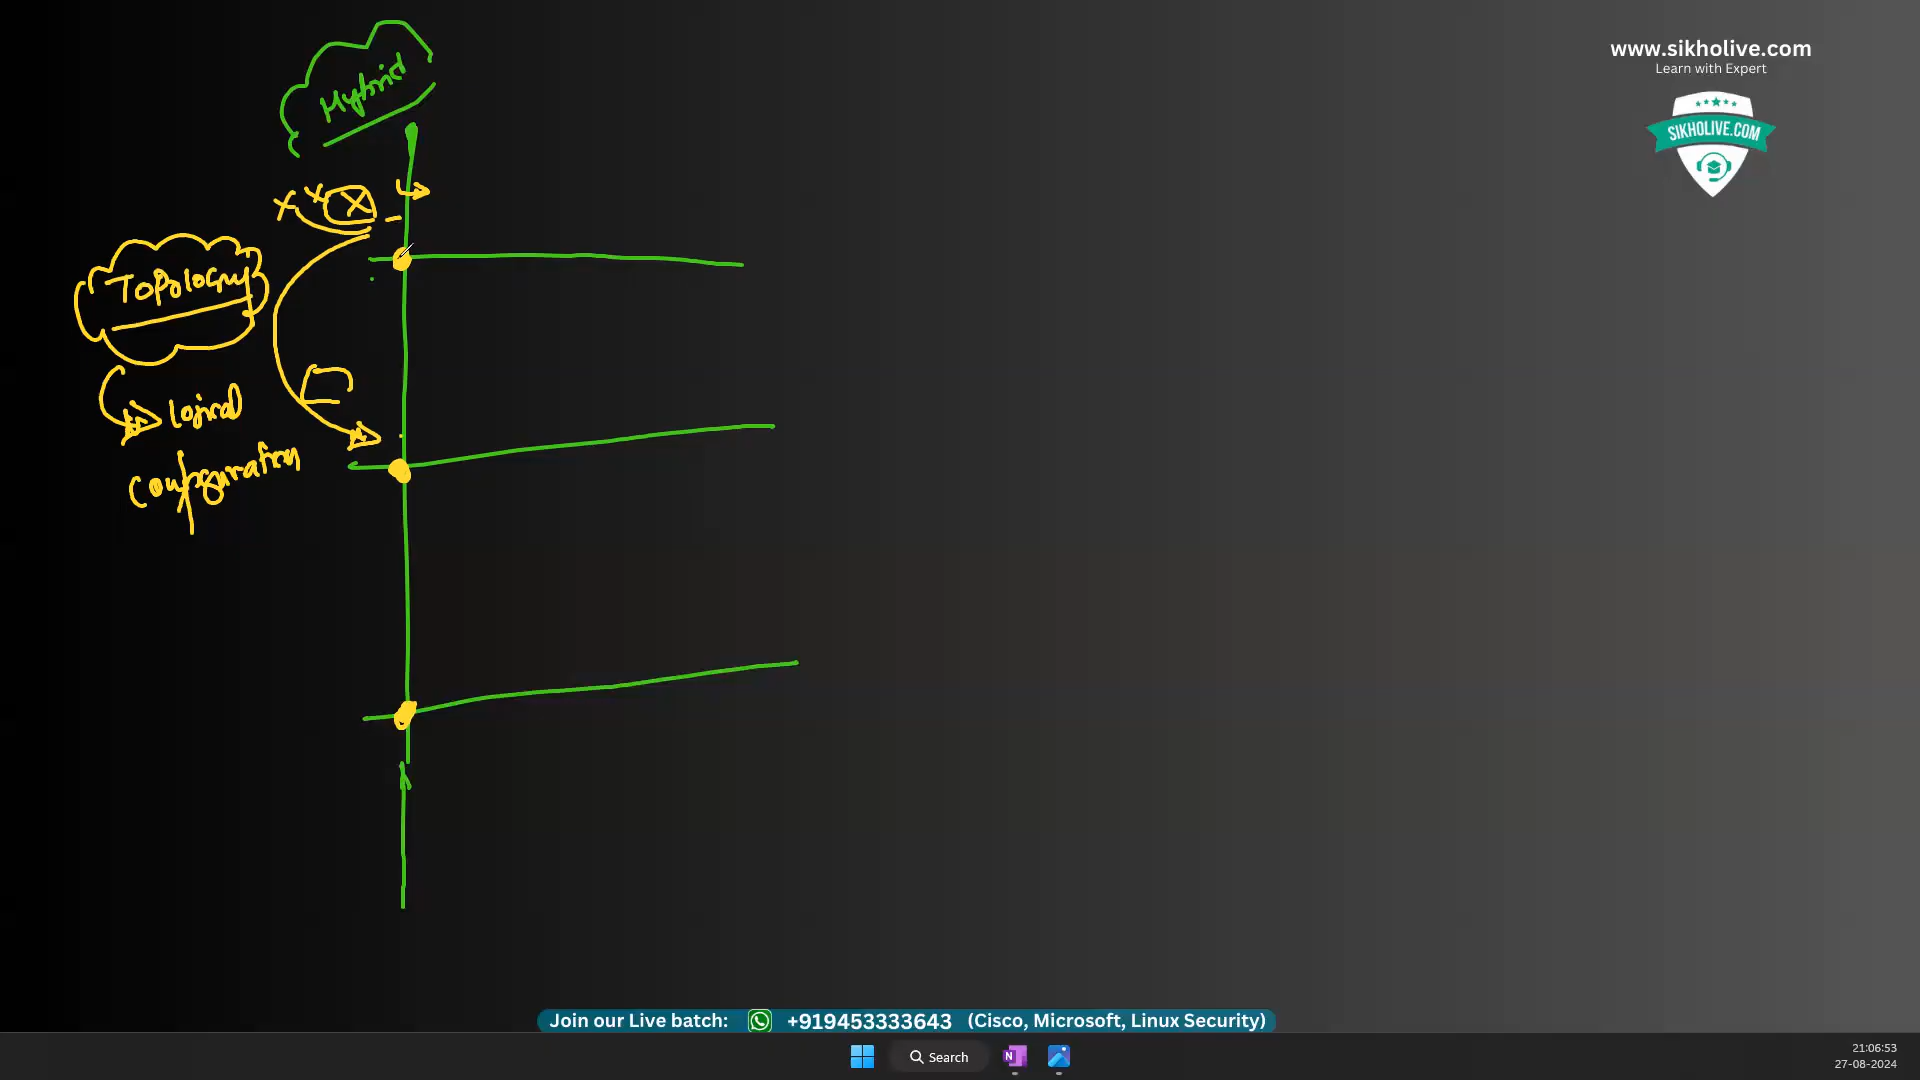 Hybrid
www.sikholive.com
Learn with Expert
SIKHOLIVE.COM
X X X
Topology
logical
Configuration
Join our Live batch: +919453333643 (Cisco, Microsoft, Linux Security)
Search
N
21:06:53
27-08-2024